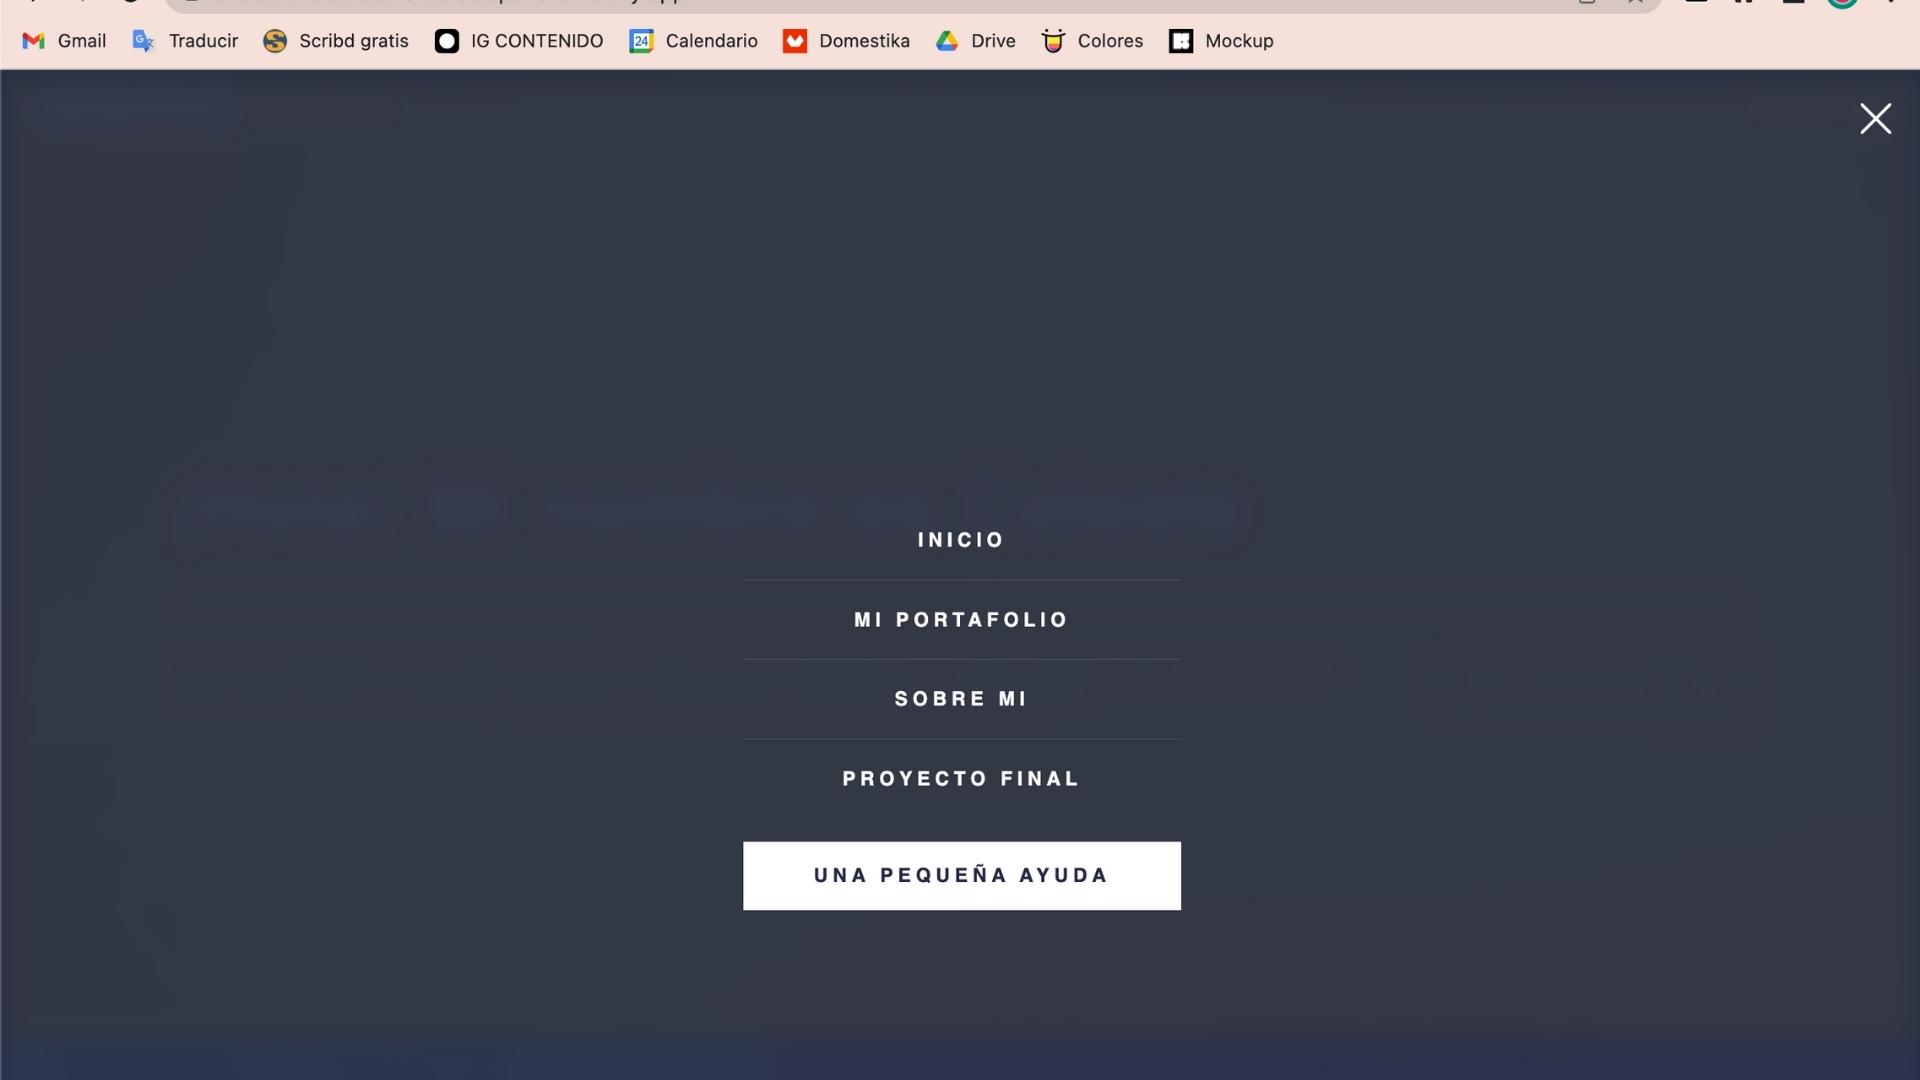 Gmail Traducir Scribd gratis IG CONTENIDO 24 Calendario Domestika Drive Colores Mockup
INICIO
MI PORTAFOLIO
SOBRE MI
PROYECTO FINAL
UNA PEQUEÑA AYUDA